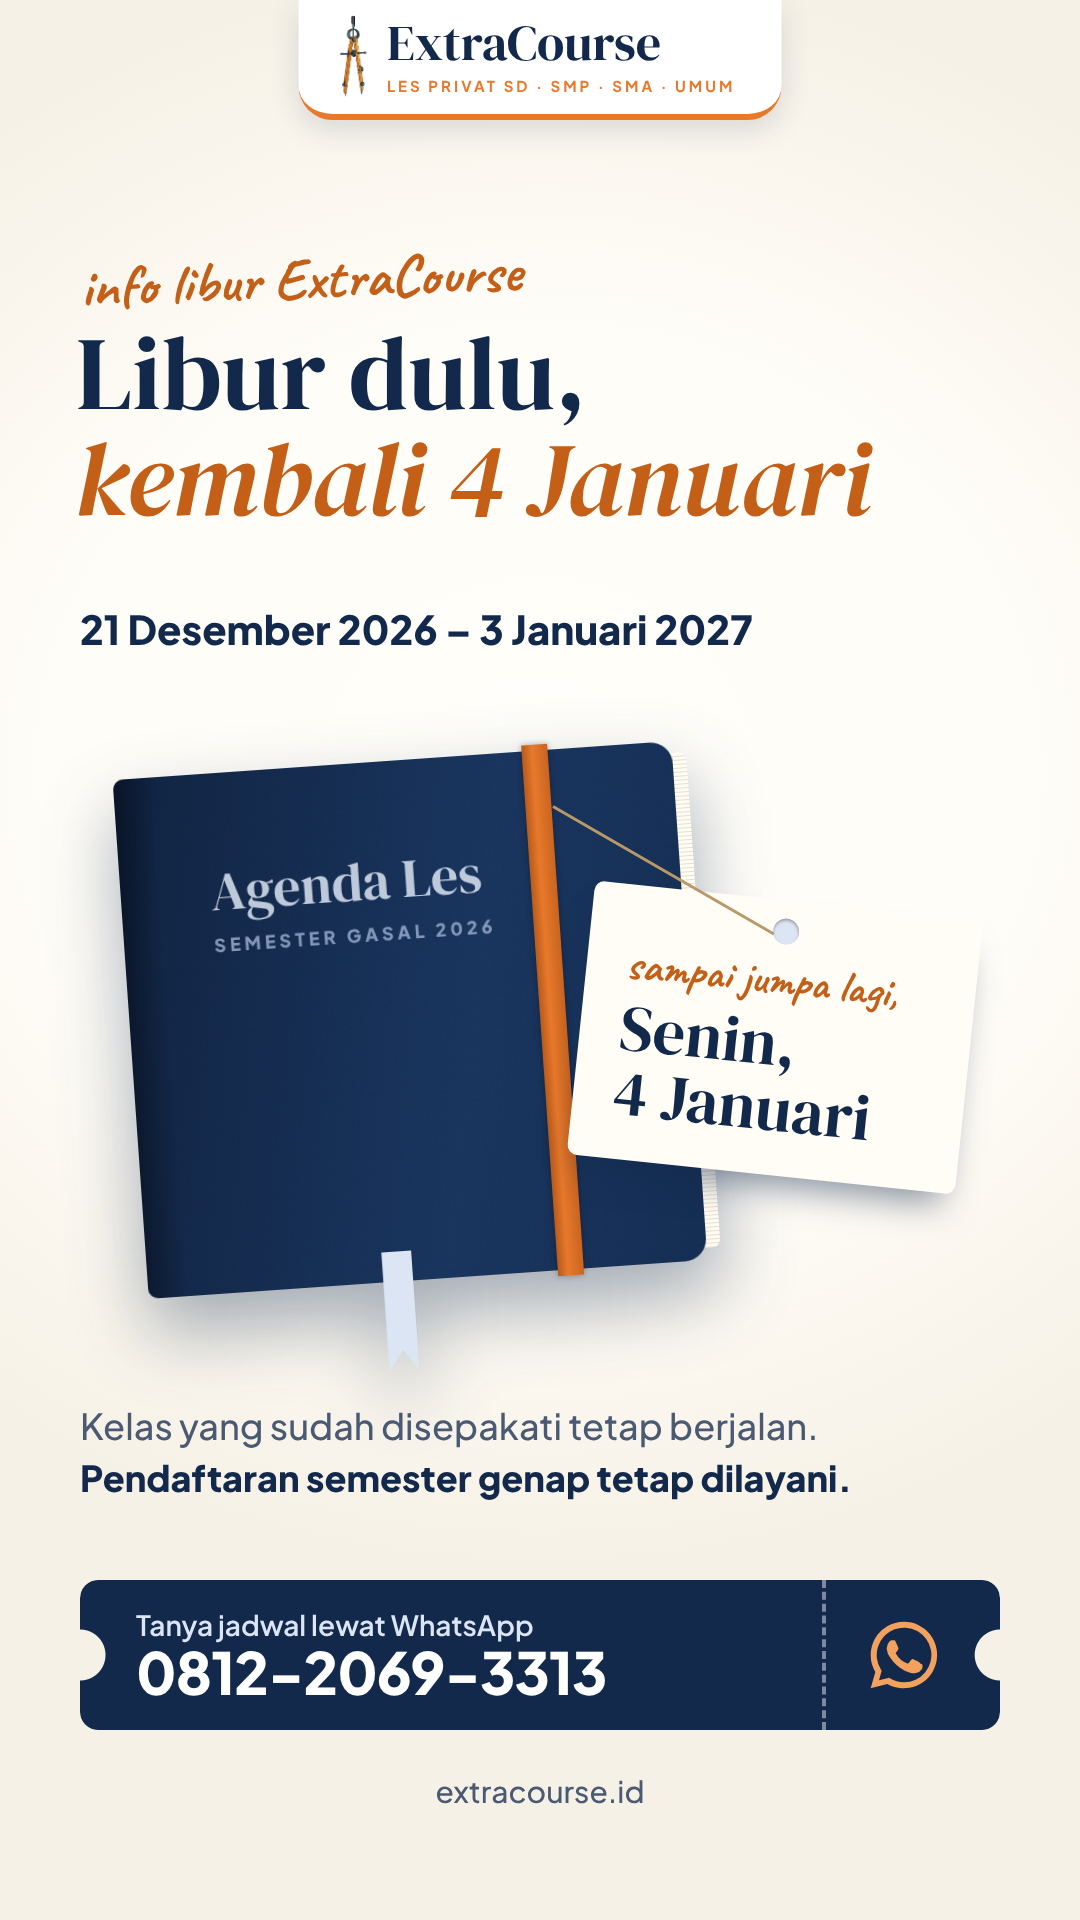 ExtraCourse
LES PRIVAT SD · SMP · SMA · UMUM
info libur ExtraCourse
Libur dulu,
kembali 4 Januari
21 Desember 2026 – 3 Januari 2027
Agenda Les
SEMESTER GASAL 2026
sampai jumpa lagi,
Senin,
4 Januari
Kelas yang sudah disepakati tetap berjalan.
Pendaftaran semester genap tetap dilayani.
Tanya jadwal lewat WhatsApp
0812-2069-3313
extracourse.id